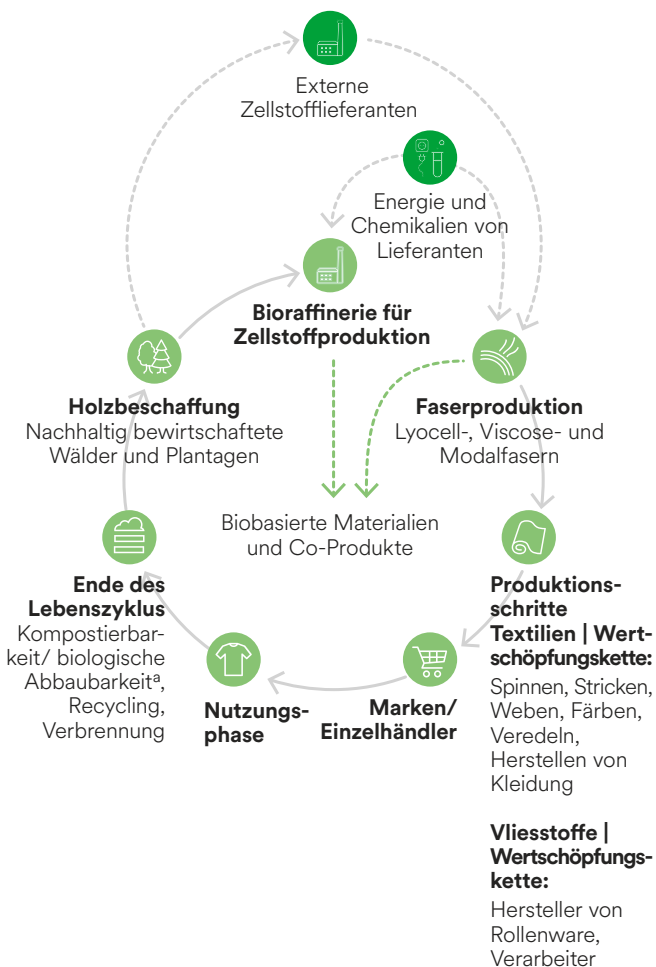 Externe
Zellstofflieferanten
Energie und
Chemikalien von
Lieferanten
Bioraffinerie für
Zellstoffproduktion
Holzbeschaffung
Nachhaltig bewirtschaftete
Wälder und Plantagen
Faserproduktion
Lyocell-, Viscose- und
Modalfasern
Biobasierte Materialien
und Co-Produkte
Ende des
Lebenszyklus
Kompostierbar-
keit/ biologische
Abbaubarkeitª,
Recycling,
Verbrennung
Nutzungs-
phase
Marken/
Einzelhändler
Produktions-
schritte
Textilien | Wert-
schöpfungskette:
Spinnen, Stricken,
Weben, Färben,
Veredeln,
Herstellen von
Kleidung
Vliesstoffe |
Wertschöpfungs-
kette:
Hersteller von
Rollenware,
Verarbeiter